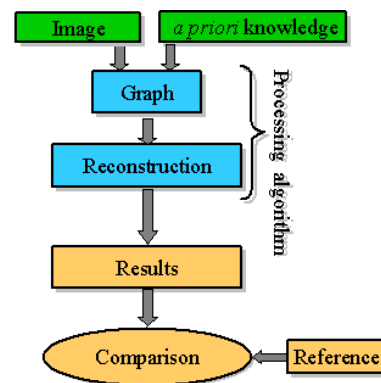 Image
a priori knowledge
Graph
Processing algorithm
Reconstruction
Results
Comparison
Reference